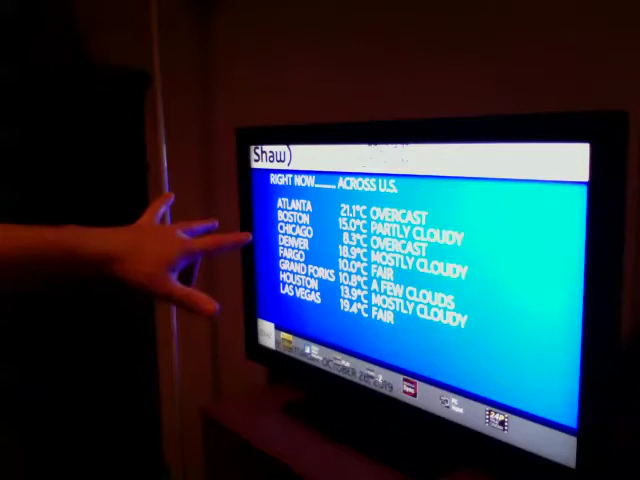 Shaw)
RIGHT NOW......... ACROSS U.S.
ATLANTA 21.1°C OVERCAST
BOSTON 15.0°C PARTLY CLOUDY
CHICAGO 8.3°C OVERCAST
DENVER 18.9°C MOSTLY CLOUDY
FARGO 10.0°C FAIR
GRAND FORKS 10.8°C A FEW CLOUDS
HOUSTON 13.9°C MOSTLY CLOUDY
LAS VEGAS 19.4°C FAIR
OCTOBER